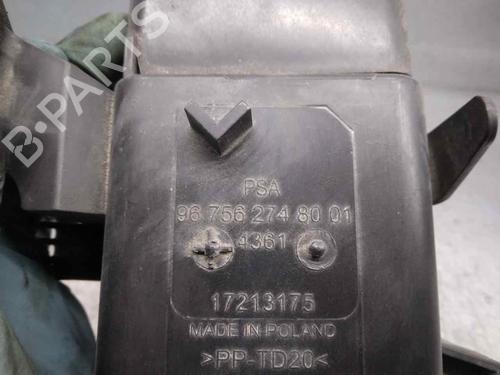 B-PARTS
PSA
96 756 274 80 01
4361
17213175
MADE IN POLAND
>PP-TD20<